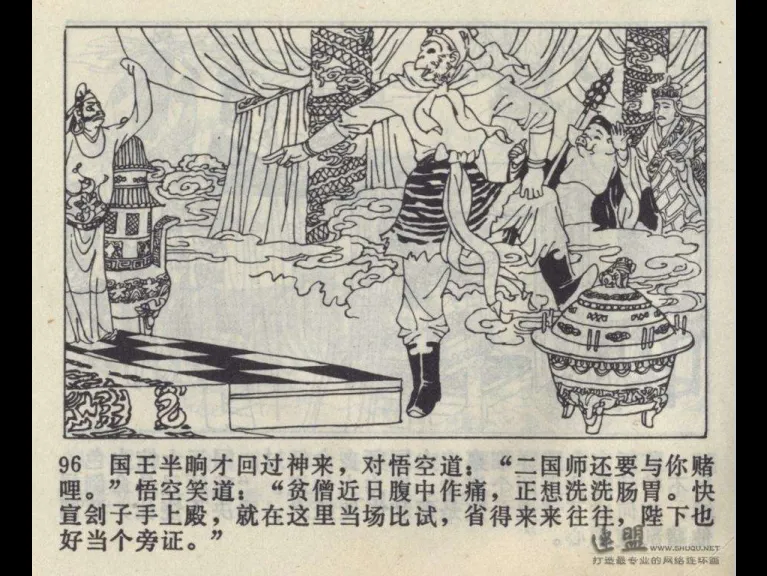 96 国王半晌才回过神来，对悟空道：“二国师还要与你赌
哩。”悟空笑道：“贫僧近日腹中作痛，正想洗洗肠胃。快
宣刽子手上殿，就在这里当场比试，省得来来往往，陛下也
好当个旁证。”
连盟 WWW.SHUQU.NET
打造最专业的网络连环画